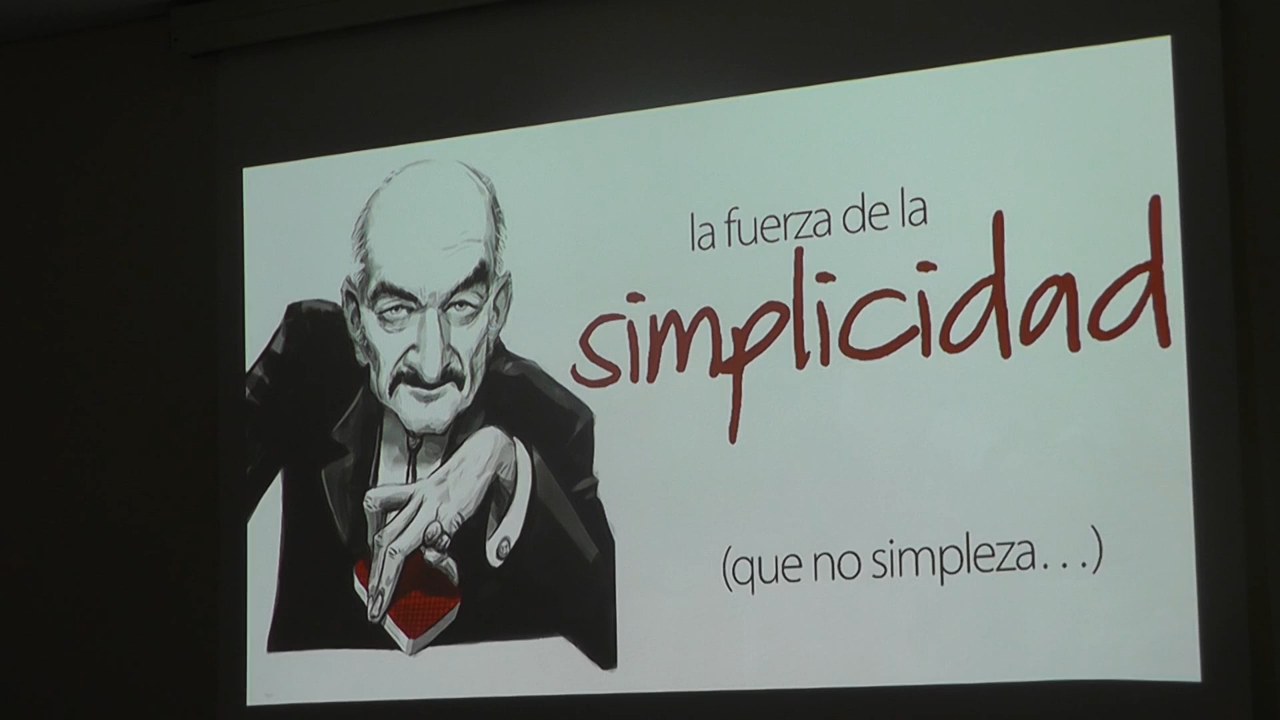 la fuerza de la
simplicidad
(que no simpleza...)